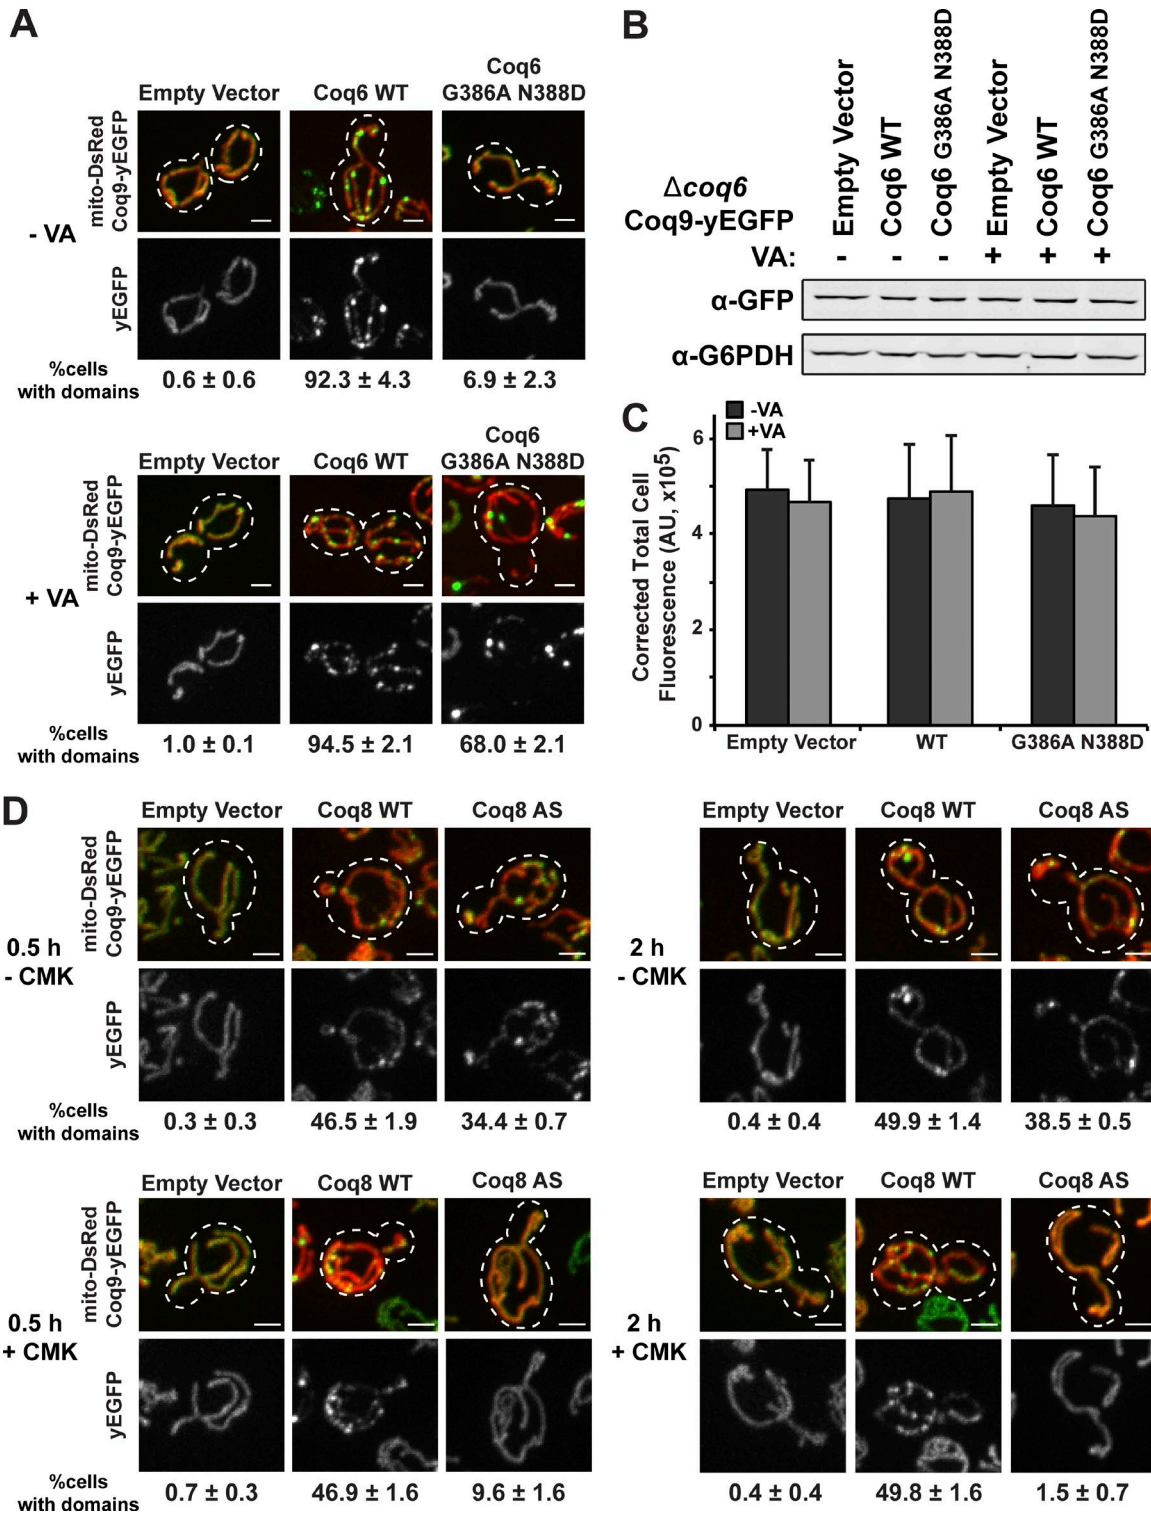 A
Empty Vector
Coq6 WT
Coq6
G386A N388D
- VA
mito-DsRed
Coq9-yEGFP
yEGFP
%cells
with domains
0.6 ± 0.6
92.3 ± 4.3
6.9 ± 2.3
Empty Vector
Coq6 WT
Coq6
G386A N388D
+ VA
mito-DsRed
Coq9-yEGFP
yEGFP
%cells
with domains
1.0 ± 0.1
94.5 ± 2.1
68.0 ± 2.1
B
Empty Vector
Coq6 WT
Coq6 G386A N388D
Empty Vector
Coq6 WT
Coq6 G386A N388D
Δcoq6
Coq9-yEGFP
VA:
- - - + + +
α-GFP
α-G6PDH
C
-VA
+VA
Corrected Total Cell
Fluorescence (AU, x10⁵)
6
4
2
0
Empty Vector
WT
G386A N388D
D
Empty Vector
Coq8 WT
Coq8 AS
0.5 h
- CMK
mito-DsRed
Coq9-yEGFP
yEGFP
%cells
with domains
0.3 ± 0.3
46.5 ± 1.9
34.4 ± 0.7
Empty Vector
Coq8 WT
Coq8 AS
2 h
- CMK
0.4 ± 0.4
49.9 ± 1.4
38.5 ± 0.5
Empty Vector
Coq8 WT
Coq8 AS
0.5 h
+ CMK
mito-DsRed
Coq9-yEGFP
yEGFP
%cells
with domains
0.7 ± 0.3
46.9 ± 1.6
9.6 ± 1.6
Empty Vector
Coq8 WT
Coq8 AS
2 h
+ CMK
0.4 ± 0.4
49.8 ± 1.6
1.5 ± 0.7